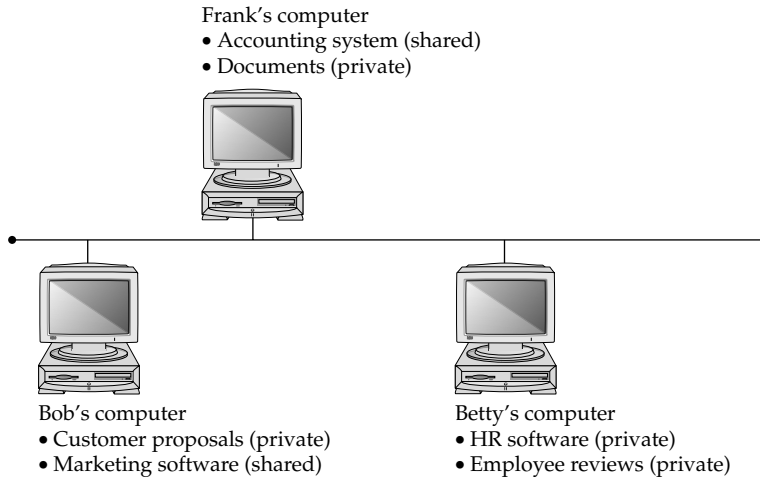 Frank's computer
• Accounting system (shared)
• Documents (private)
Bob's computer
• Customer proposals (private)
• Marketing software (shared)
Betty's computer
• HR software (private)
• Employee reviews (private)